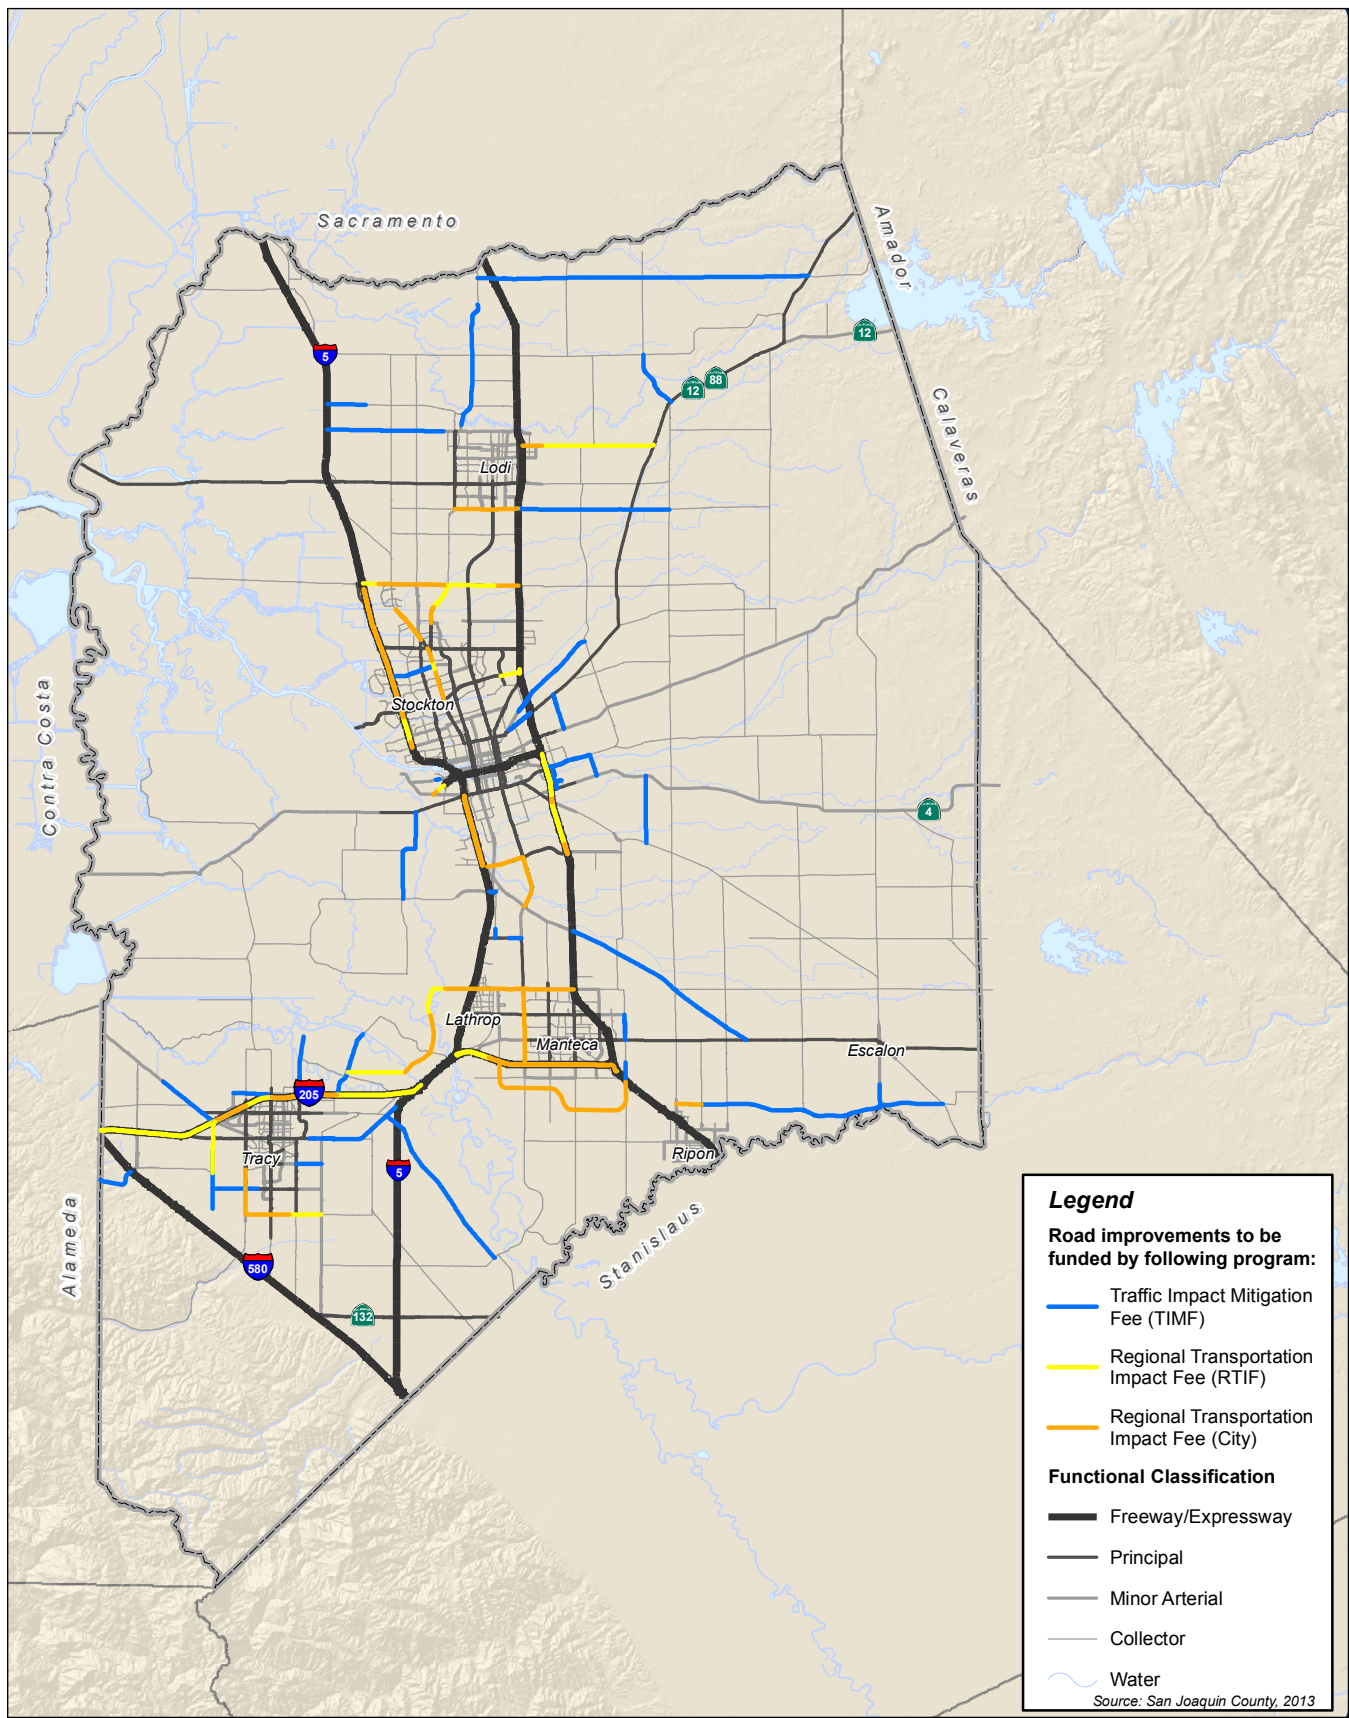 Sacramento
Amador
5
12
88
12
Calaveras
Lodi
Contra Costa
Stockton
4
Lathrop
Manteca
Escalon
205
Tracy
Ripon
5
Alameda
Stanislaus
580
132
Legend
Road improvements to be
funded by following program:
Traffic Impact Mitigation
Fee (TIMF)
Regional Transportation
Impact Fee (RTIF)
Regional Transportation
Impact Fee (City)
Functional Classification
Freeway/Expressway
Principal
Minor Arterial
Collector
Water
Source: San Joaquin County, 2013